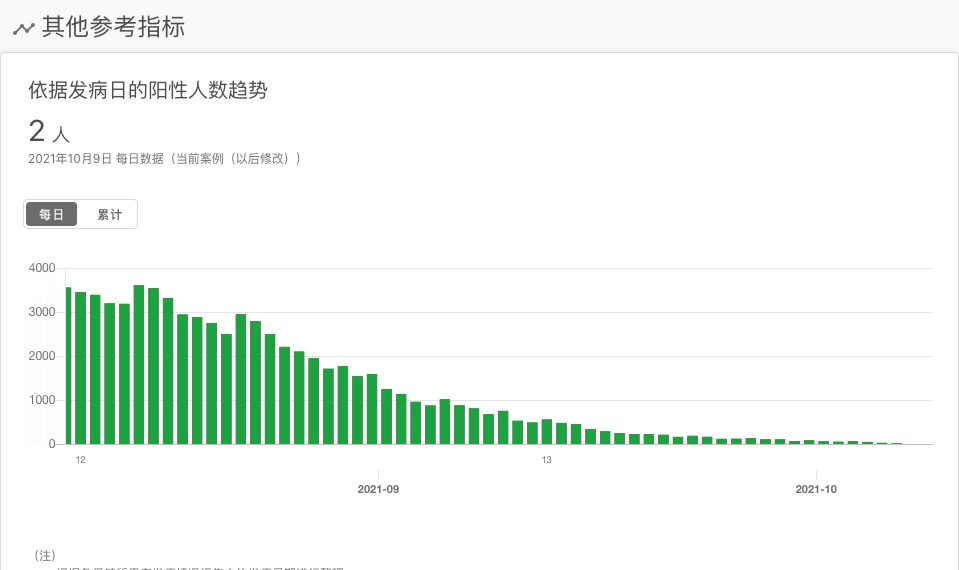 其他参考指标
依据发病日的阳性人数趋势
2 人
2021年10月9日 每日数据（当前案例（以后修改））
每日 累计
4000
3000
2000
1000
0
12 13
2021-09 2021-10
（注）